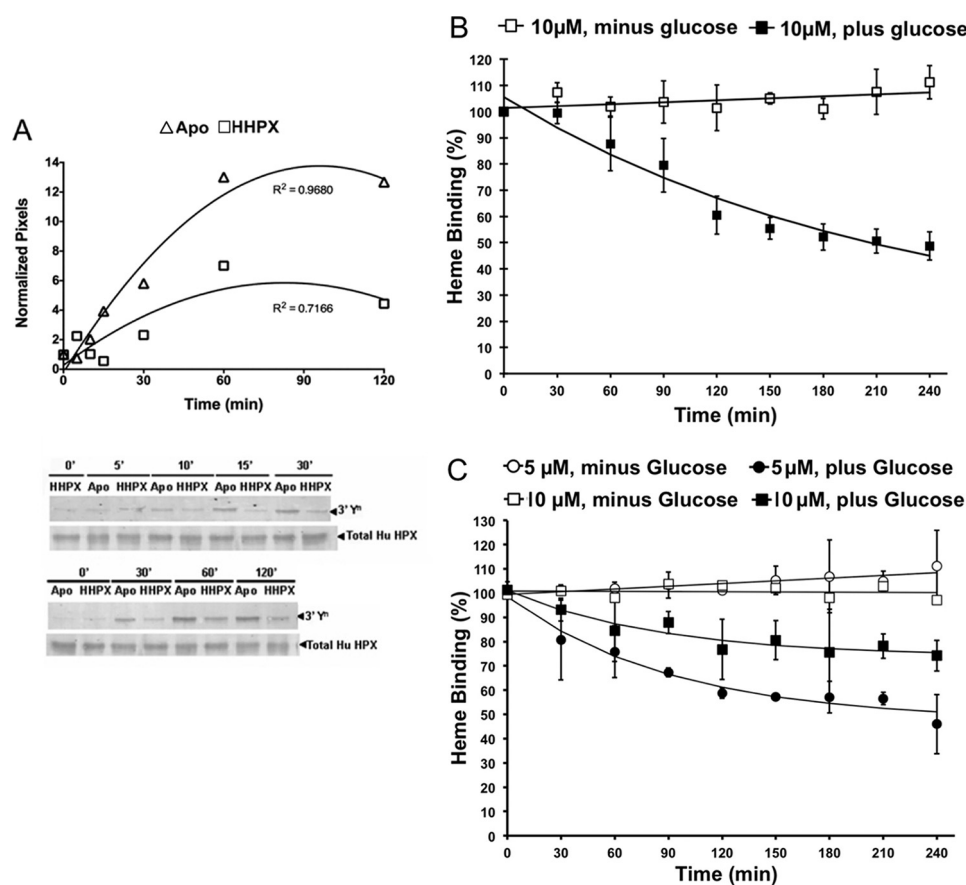 A
△Apo □HHPX
Normalized Pixels
14
12
10
8
6
4
2
0
R² = 0.9680
R² = 0.7166
0 30 60 90 120
Time (min)
0' 5' 10' 15' 30'
HHPX Apo HHPX Apo HHPX Apo HHPX Apo HHPX
3' Yⁿ
Total Hu HPX
0' 30' 60' 120'
Apo HHPX Apo HHPX Apo HHPX Apo HHPX
3' Yⁿ
Total Hu HPX
B
10µM, minus glucose 10µM, plus glucose
Heme Binding (%)
120
110
100
90
80
70
60
50
40
30
20
10
0
0 30 60 90 120 150 180 210 240
Time (min)
C
5 µM, minus Glucose 5µM, plus Glucose
10 µM, minus Glucose 10 µM, plus Glucose
Heme Binding (%)
130
120
110
100
90
80
70
60
50
40
30
20
10
0
0 30 60 90 120 150 180 210 240
Time (min)